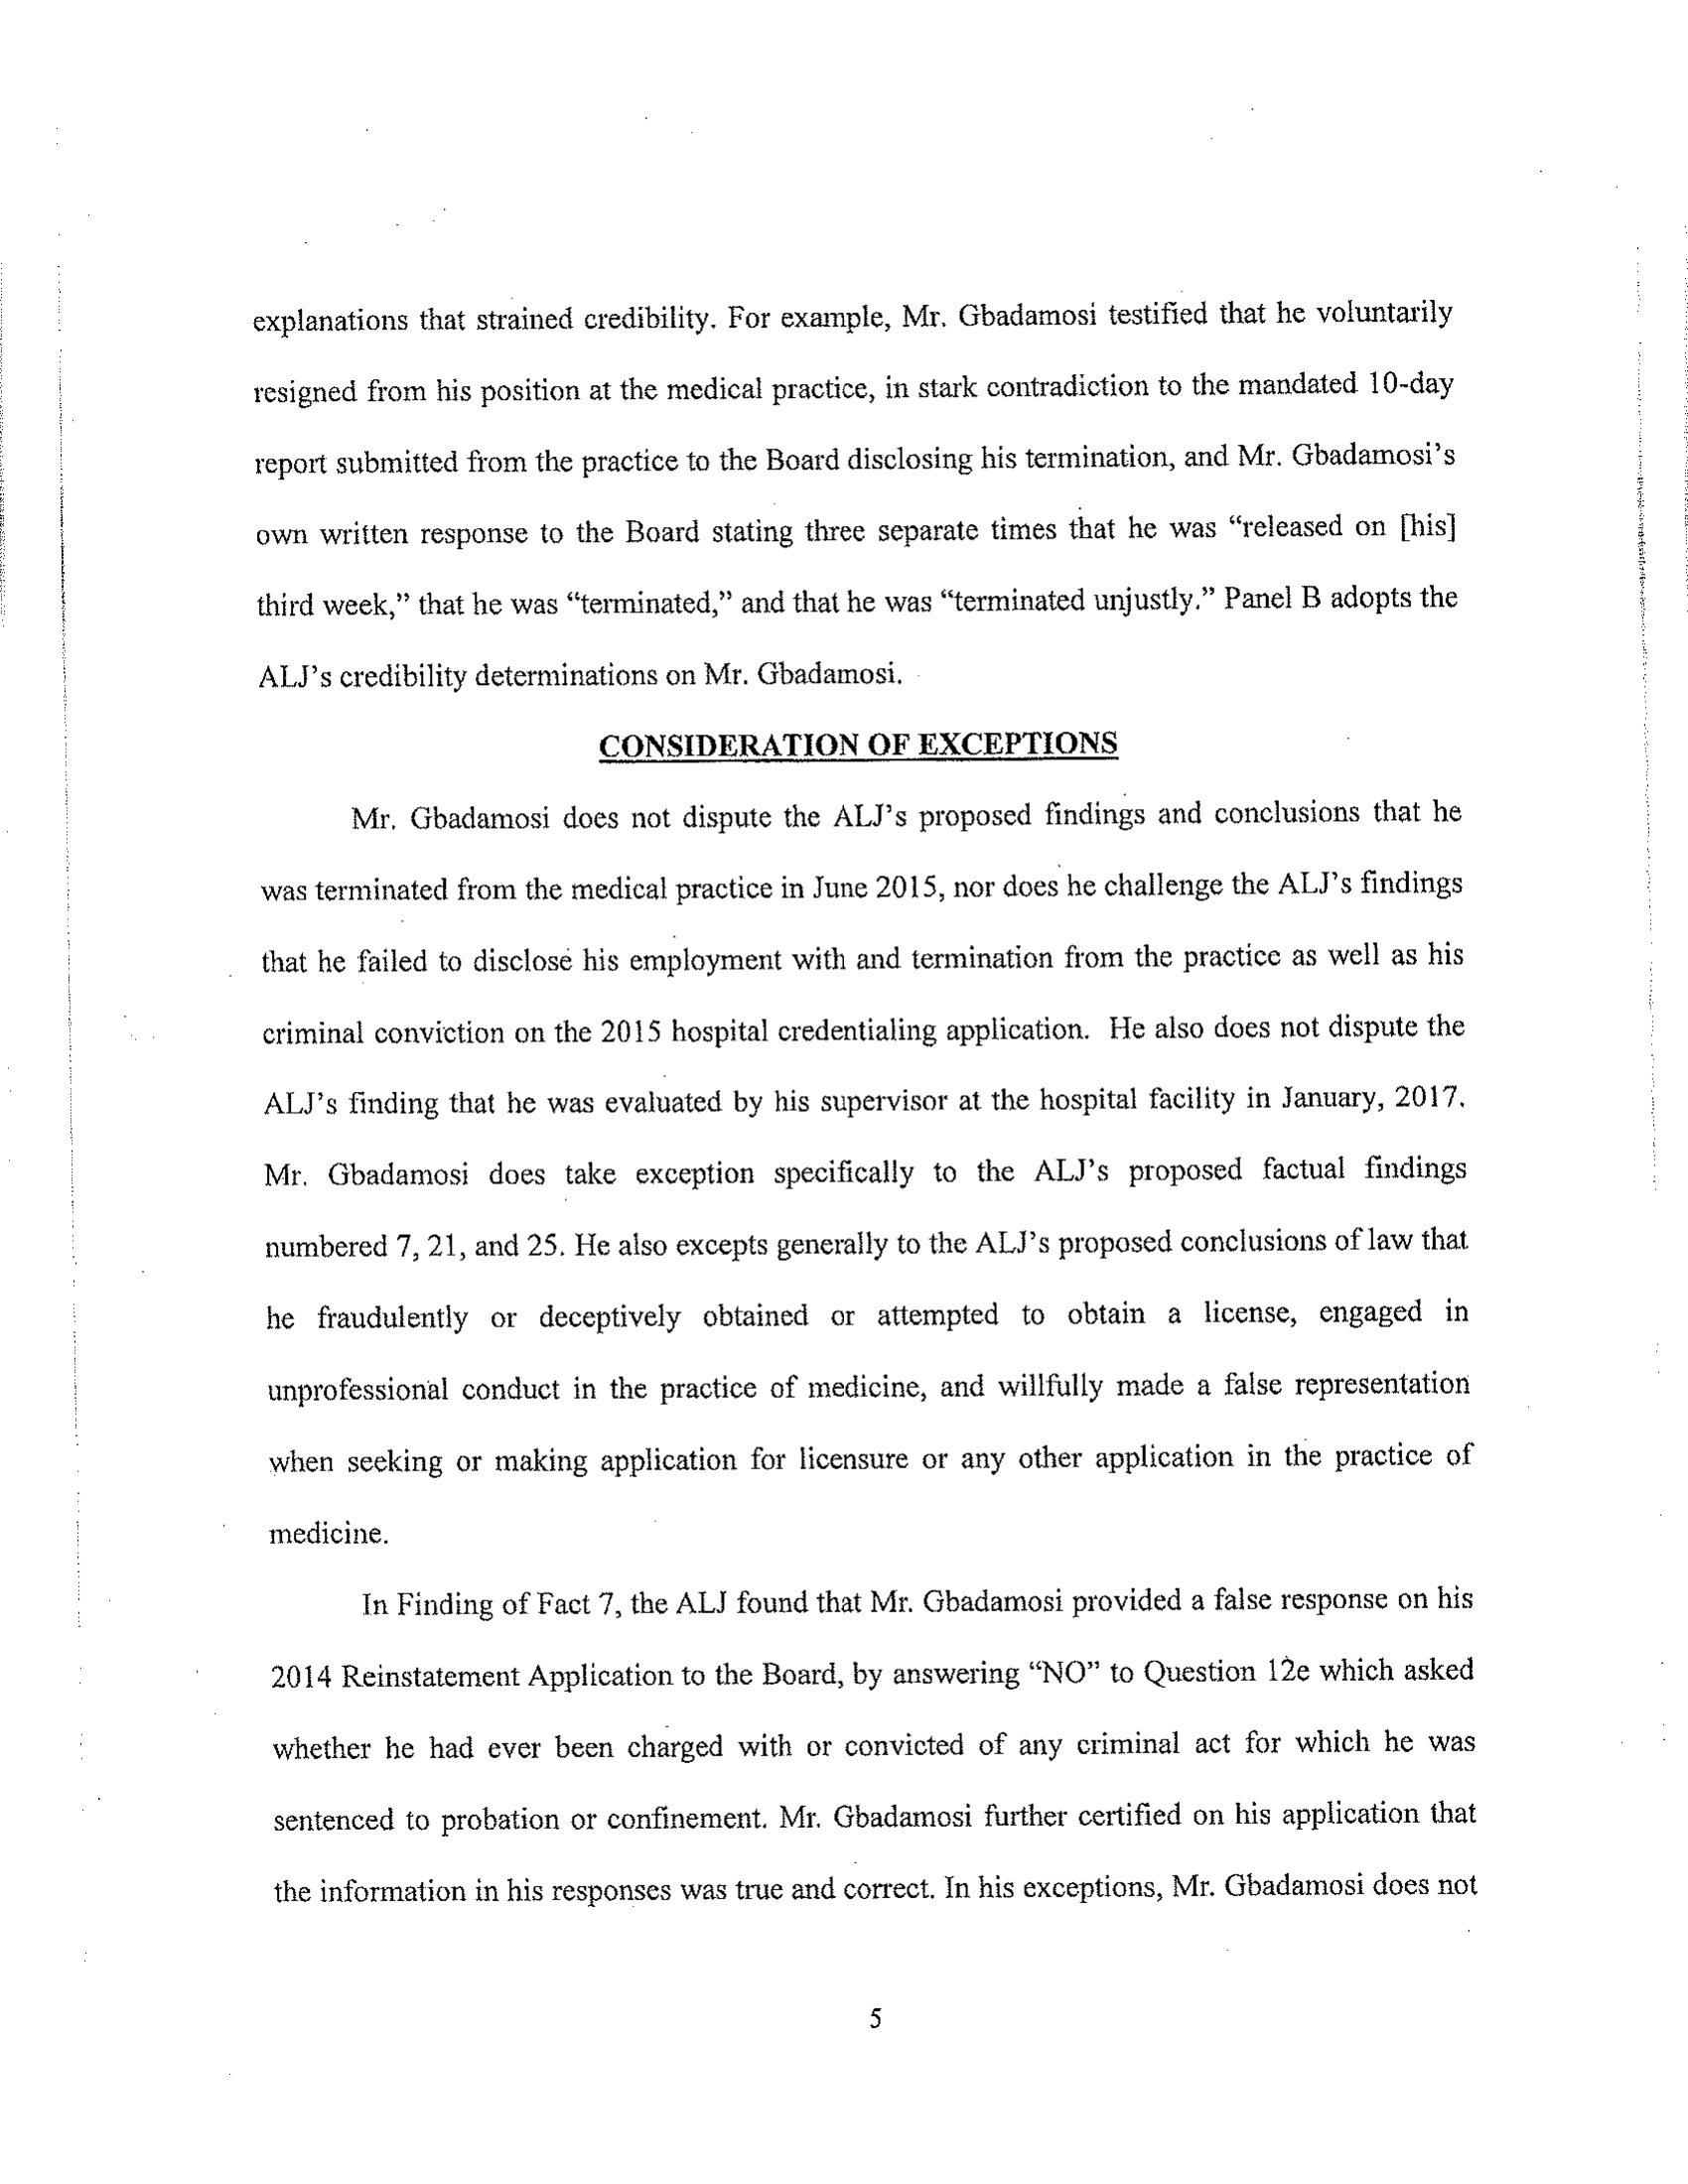 explanations that strained credibility. For example, Mr. Gbadamosi testified that he voluntarily
resigned from his position at the medical practice, in stark contradiction to the mandated 10-day
report submitted from the practice to the Board disclosing his termination, and Mr. Gbadamosi's
own written response to the Board stating three separate times that he was “released on [his]
third week,” that he was “terminated,” and that he was “terminated unjustly.” Panel B adopts the
ALJ's credibility determinations on Mr. Gbadamosi.
CONSIDERATION OF EXCEPTIONS
Mr. Gbadamosi does not dispute the ALJ's proposed findings and conclusions that he
was terminated from the medical practice in June 2015, nor does he challenge the ALJ's findings
that he failed to disclose his employment with and termination from the practice as well as his
criminal conviction on the 2015 hospital credentialing application. He also does not dispute the
ALJ's finding that he was evaluated by his supervisor at the hospital facility in January, 2017.
Mr. Gbadamosi does take exception specifically to the ALJ's proposed factual findings
numbered 7, 21, and 25. He also excepts generally to the ALJ's proposed conclusions of law that
he fraudulently or deceptively obtained or attempted to obtain a license, engaged in
unprofessional conduct in the practice of medicine, and willfully made a false representation
when seeking or making application for licensure or any other application in the practice of
medicine.
In Finding of Fact 7, the ALJ found that Mr. Gbadamosi provided a false response on his
2014 Reinstatement Application to the Board, by answering “NO” to Question 12e which asked
whether he had ever been charged with or convicted of any criminal act for which he was
sentenced to probation or confinement. Mr. Gbadamosi further certified on his application that
the information in his responses was true and correct. In his exceptions, Mr. Gbadamosi does not
5